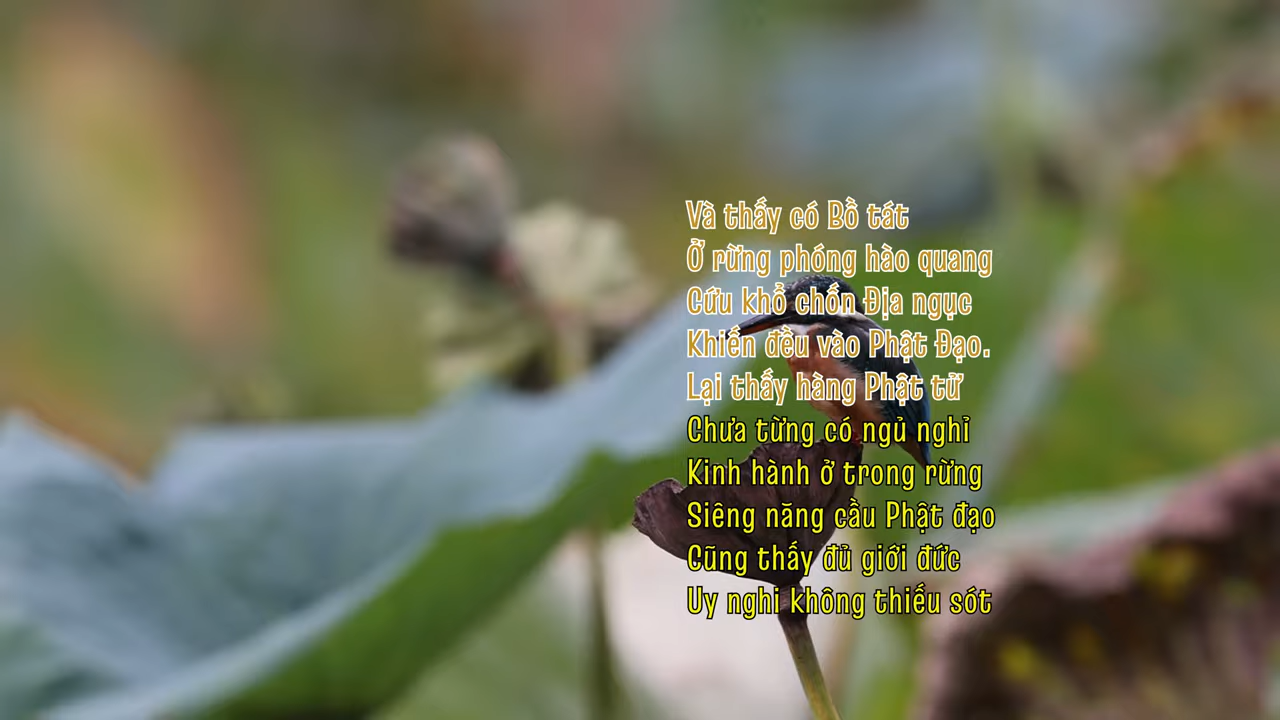 Và thấy có Bồ tát
Ở rừng phóng hào quang
Cứu khổ chốn Địa ngục
Khiến đều vào Phật Đạo.
Lại thấy hàng Phật tử
Chưa từng có ngủ nghỉ
Kinh hành ở trong rừng
Siêng năng cầu Phật đạo
Cũng thấy đủ giới đức
Uy nghi không thiếu sót